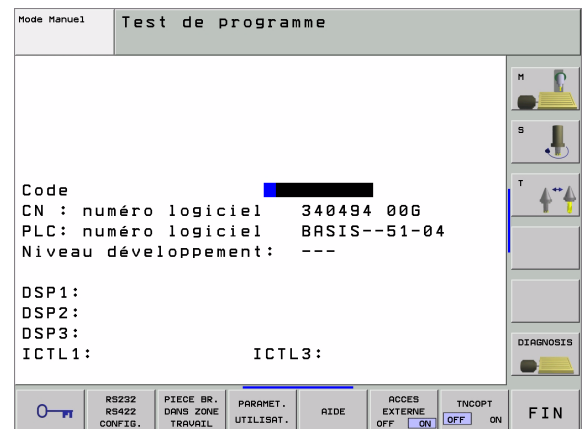 Mode Manuel
Test de programme
M
S
T
Code
CN : numéro logiciel 340494 00G
PLC: numéro logiciel BASIS--51-04
Niveau développement: ---
DSP1:
DSP2:
DSP3:
ICTL1: ICTL3:
DIAGNOSIS
RS232
RS422
CONFIG.
PIECE BR.
DANS ZONE
TRAVAIL
PARAMET.
UTILISAT.
AIDE
ACCES
EXTERNE
OFF ON
TNCOPT
OFF ON
FIN